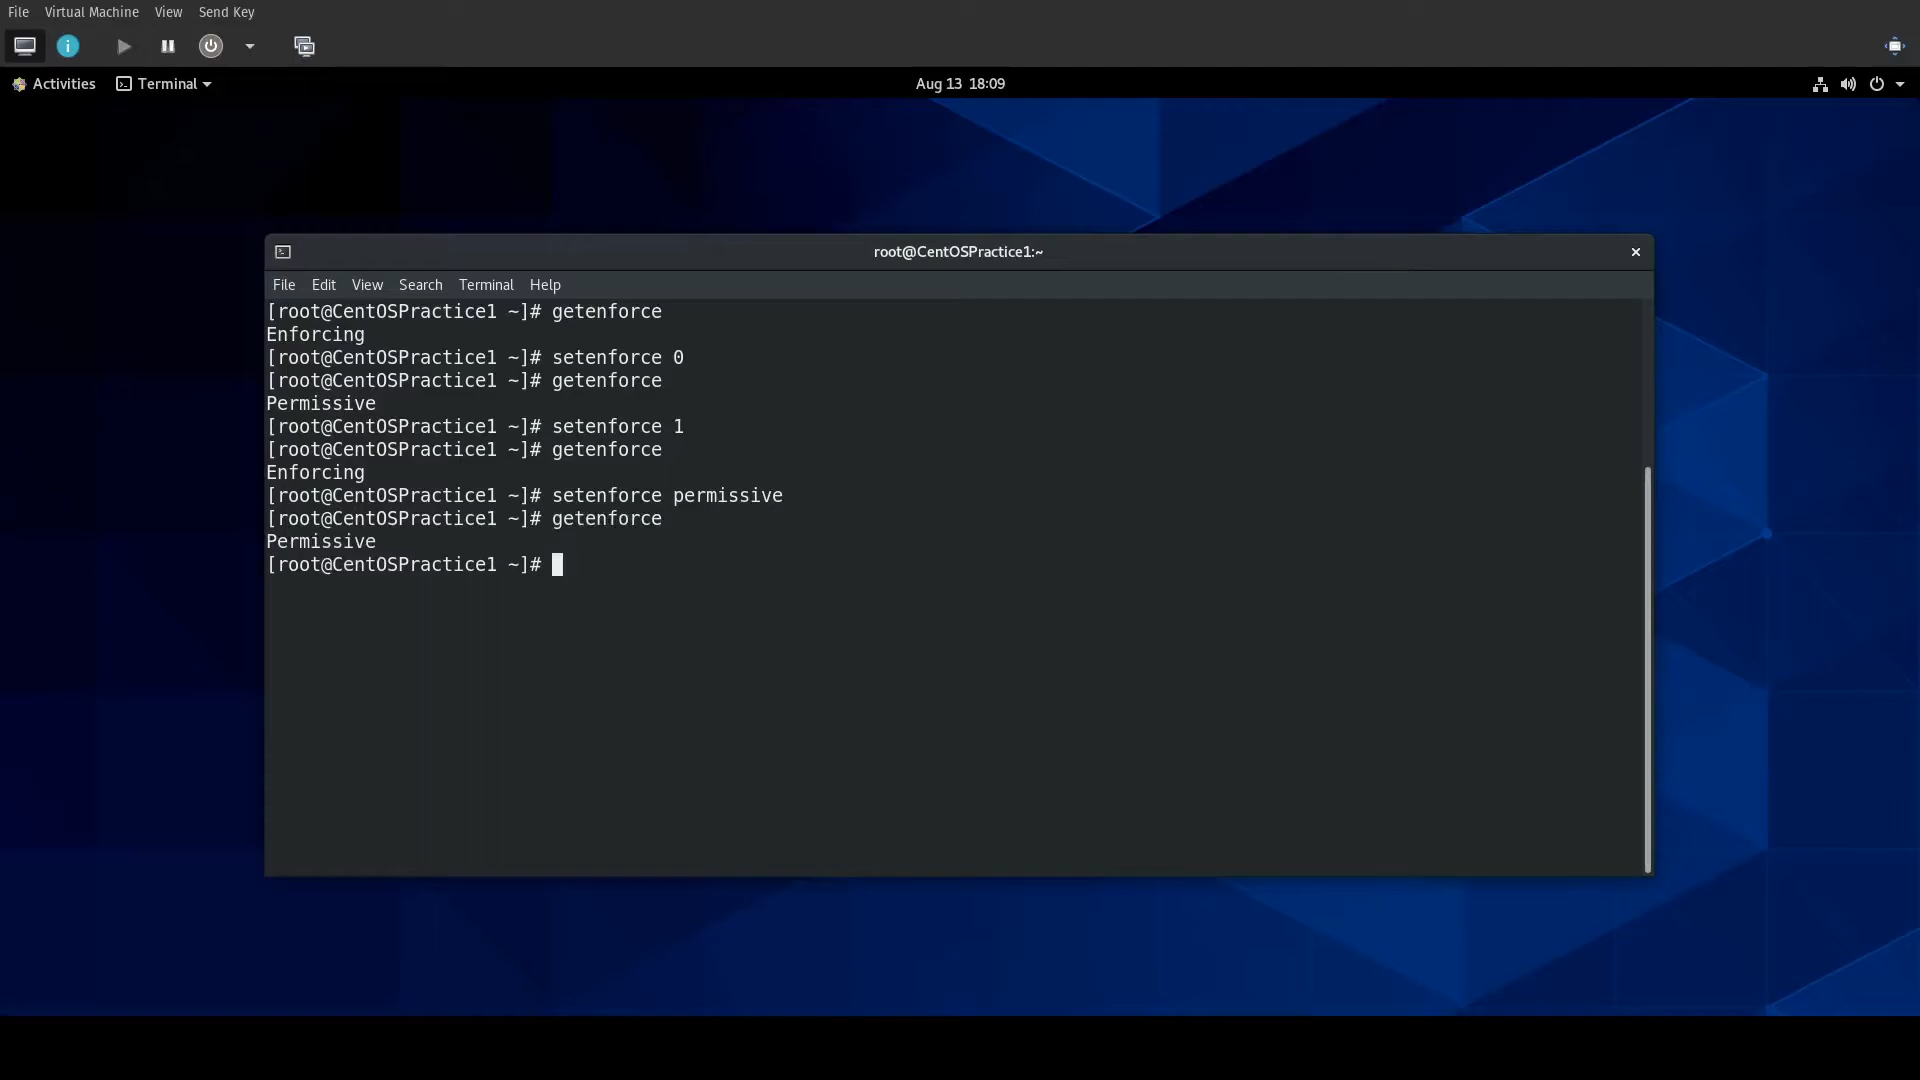 File Virtual Machine View Send Key
Activities Terminal Aug 13 18:09
root@CentOSPractice1:~
File Edit View Search Terminal Help
[root@CentOSPractice1 ~]# getenforce
Enforcing
[root@CentOSPractice1 ~]# setenforce 0
[root@CentOSPractice1 ~]# getenforce
Permissive
[root@CentOSPractice1 ~]# setenforce 1
[root@CentOSPractice1 ~]# getenforce
Enforcing
[root@CentOSPractice1 ~]# setenforce permissive
[root@CentOSPractice1 ~]# getenforce
Permissive
[root@CentOSPractice1 ~]#